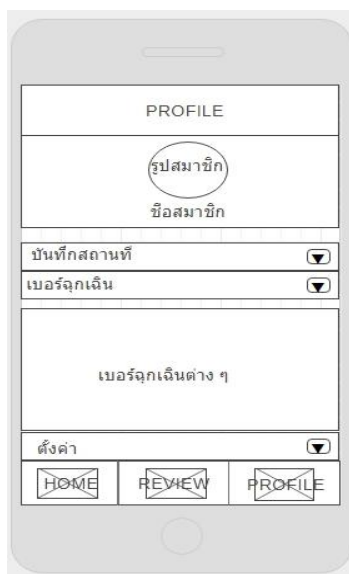 PROFILE
รูปสมาชิก
ชื่อสมาชิก
บันทึกสถานที่
เบอร์ฉุกเฉิน
เบอร์ฉุกเฉินต่าง ๆ
ตั้งค่า
HOME REVIEW PROFILE